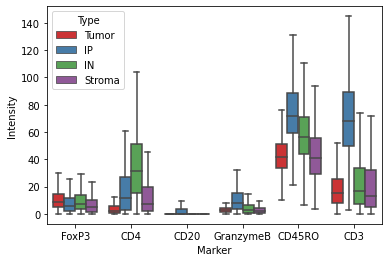 Type
Tumor
IP
IN
Stroma
140
120
100
80
60
40
20
0
Intensity
FoxP3 CD4 CD20 GranzymeB CD45RO CD3
Marker